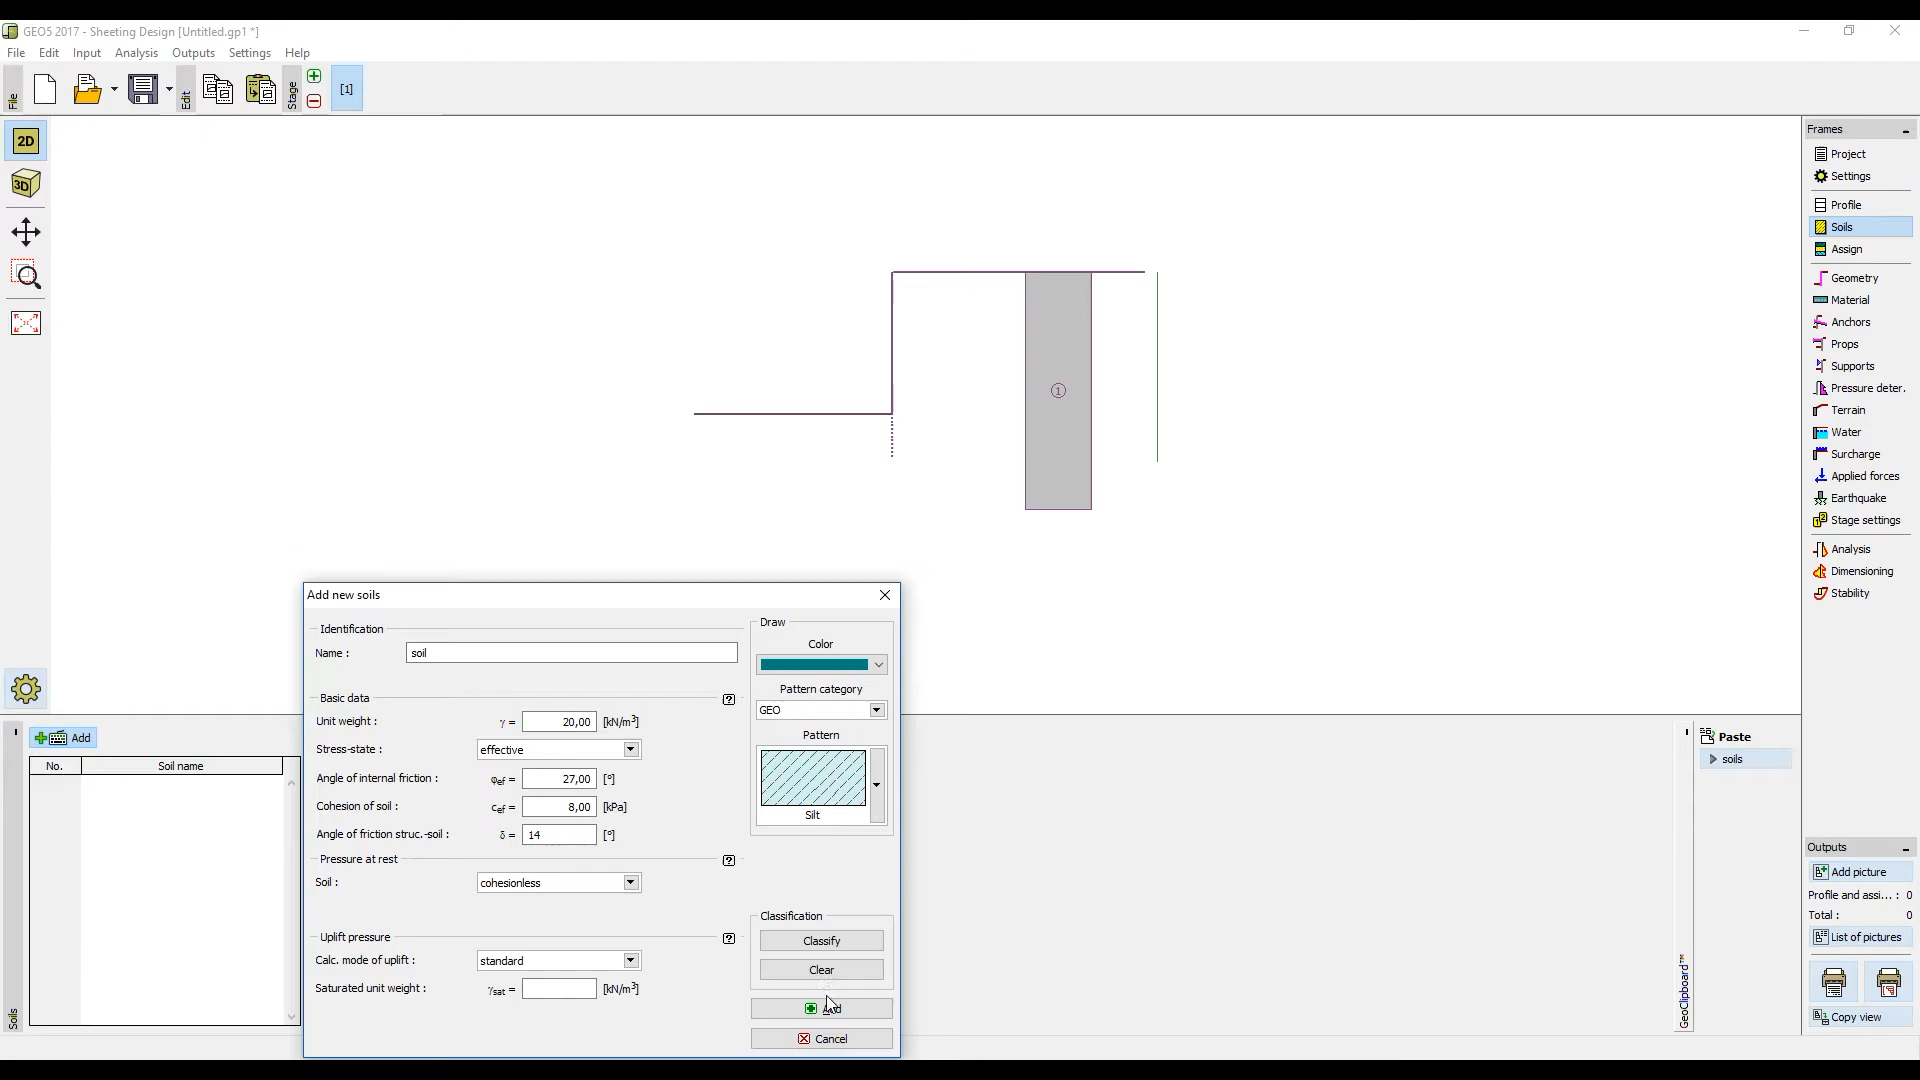 GEO5 2017 - Sheeting Design [Untitled.gp1 *]
File Edit Input Analysis Outputs Settings Help
File Edit Stage [1]
2D
3D
1
Frames
Project
Settings
Profile
Soils
Assign
Geometry
Material
Anchors
Props
Supports
Pressure deter.
Terrain
Water
Surcharge
Applied forces
Earthquake
Stage settings
Analysis
Dimensioning
Stability
Add new soils
Identification
Name : soil
Basic data
Unit weight : γ = 20,00 [kN/m³]
Stress-state : effective
Angle of internal friction : φef = 27,00 [°]
Cohesion of soil : cef = 8,00 [kPa]
Angle of friction struc.-soil : δ = 14 [°]
Pressure at rest
Soil : cohesionless
Uplift pressure
Calc. mode of uplift : standard
Saturated unit weight : γsat = [kN/m³]
Draw
Color
Pattern category
GEO
Pattern
Silt
Classification
Classify
Clear
Add
Cancel
Add
No. Soil name
Soils
Paste
soils
GeoClipboard™
Outputs
Add picture
Profile and assi... : 0
Total : 0
List of pictures
Copy view